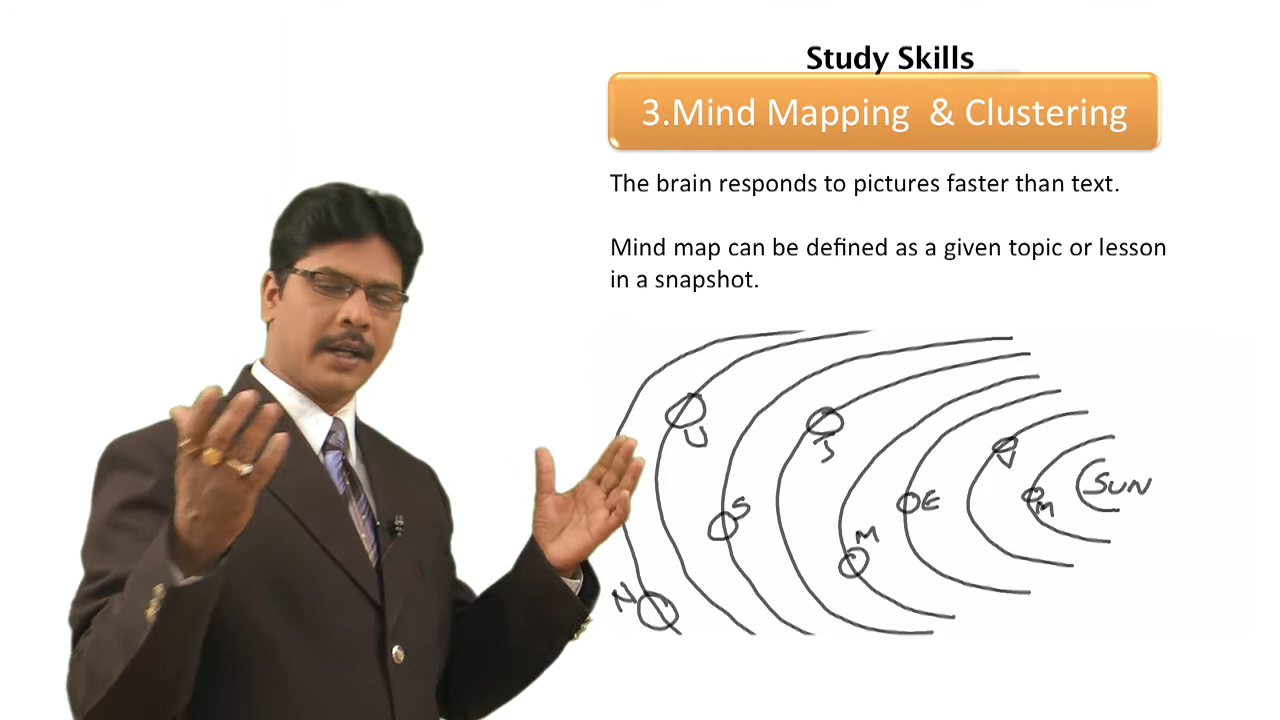 Study Skills
3.Mind Mapping & Clustering
The brain responds to pictures faster than text.
Mind map can be defined as a given topic or lesson
in a snapshot.
U
J
V
SUN
S
E
M
M
N